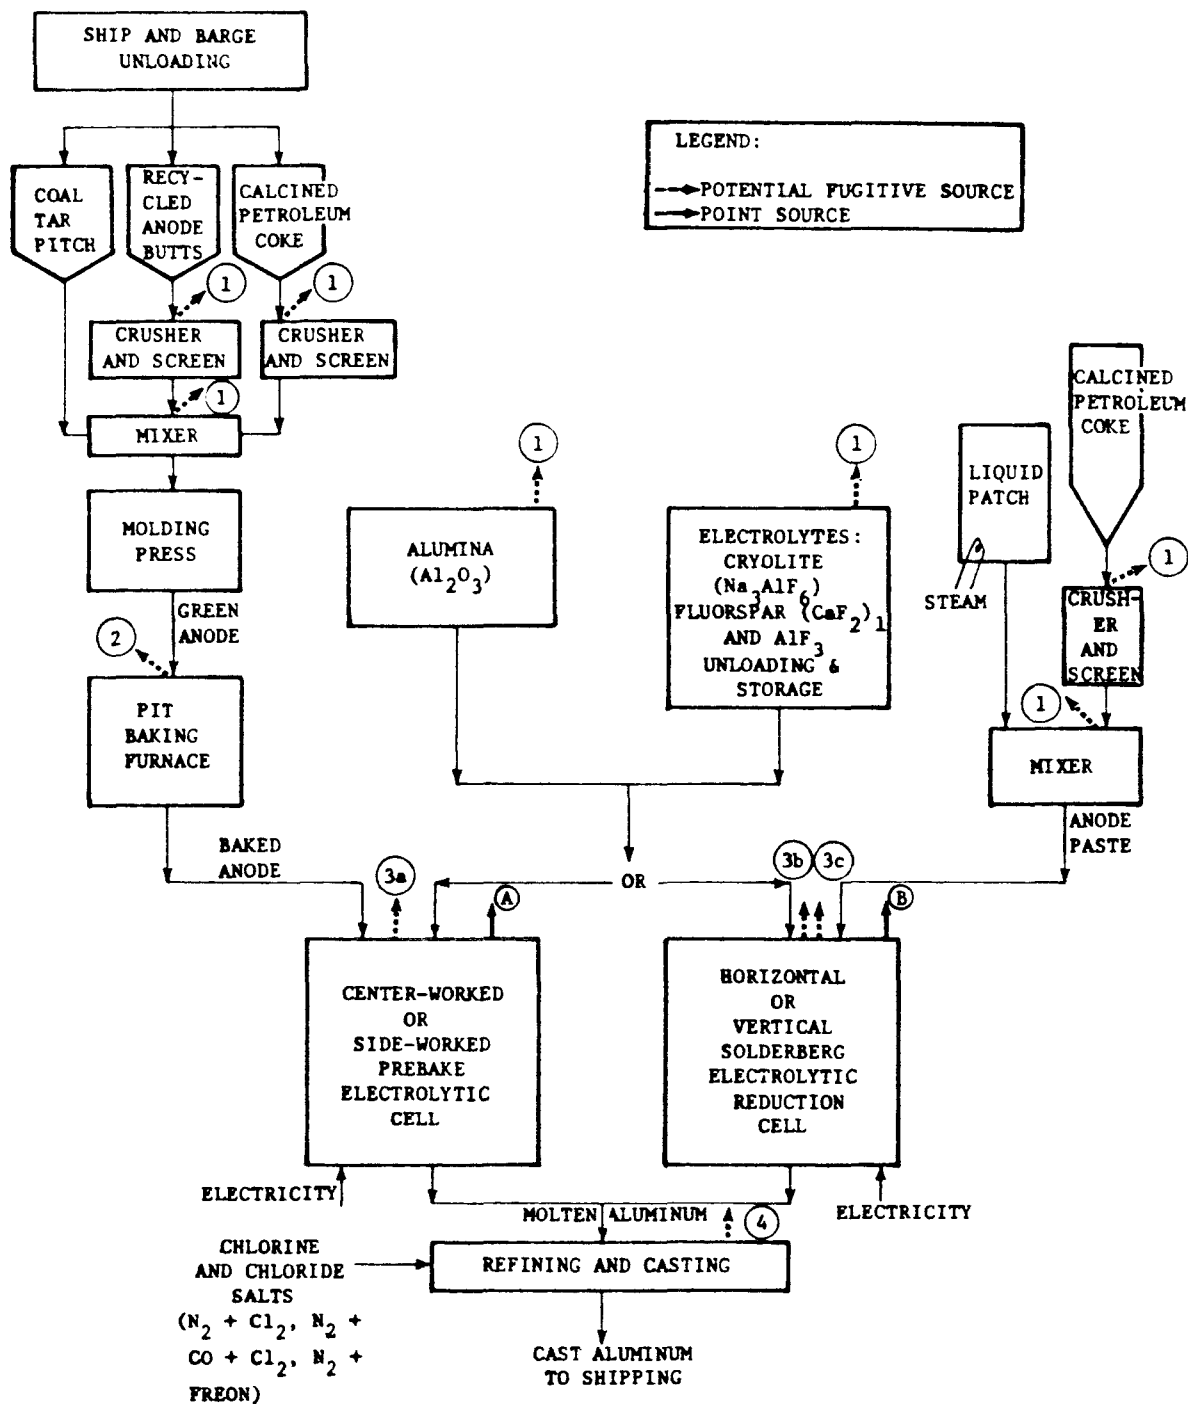 SHIP AND BARGE
UNLOADING
LEGEND:
POTENTIAL FUGITIVE SOURCE
POINT SOURCE
COAL
TAR
PITCH
RECY-
CLED
ANODE
BUTTS
CALCINED
PETROLEUM
COKE
1
1
CRUSHER
AND SCREEN
CRUSHER
AND SCREEN
1
MIXER
MOLDING
PRESS
GREEN
ANODE
2
PIT
BAKING
FURNACE
BAKED
ANODE
1
ALUMINA
(Al2O3)
1
ELECTROLYTES:
CRYOLITE
(Na3AlF6)
FLUORSPAR (CaF2)1
AND AlF3
UNLOADING &
STORAGE
LIQUID
PATCH
STEAM
CALCINED
PETROLEUM
COKE
1
CRUSH-
ER
AND
SCREEN
1
MIXER
ANODE
PASTE
OR
3a
A
3b
3c
B
CENTER-WORKED
OR
SIDE-WORKED
PREBAKE
ELECTROLYTIC
CELL
HORIZONTAL
OR
VERTICAL
SOLDERBERG
ELECTROLYTIC
REDUCTION
CELL
ELECTRICITY
ELECTRICITY
MOLTEN ALUMINUM
4
REFINING AND CASTING
CHLORINE
AND CHLORIDE
SALTS
(N2 + Cl2, N2 +
CO + Cl2, N2 +
FREON)
CAST ALUMINUM
TO SHIPPING